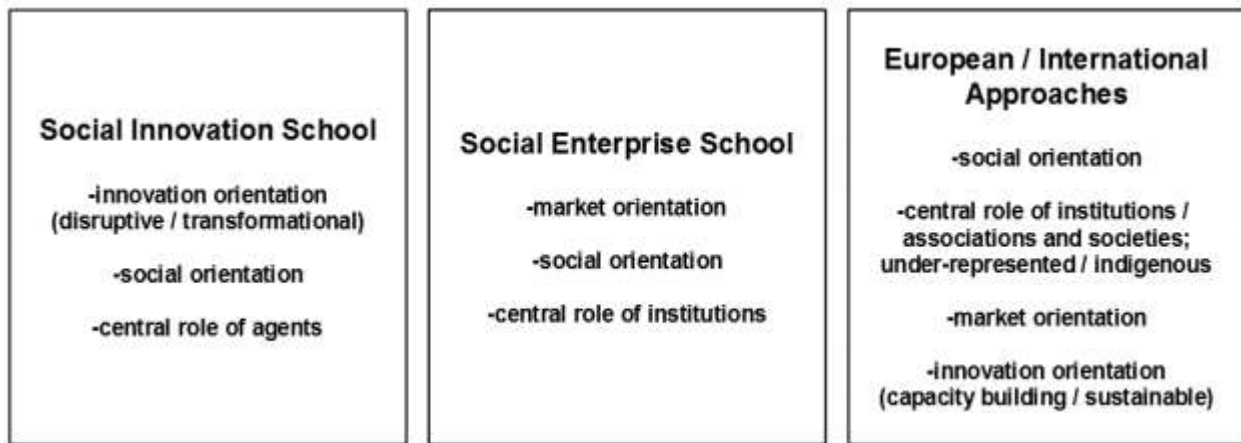 Social Innovation School
-innovation orientation
(disruptive / transformational)
-social orientation
-central role of agents
Social Enterprise School
-market orientation
-social orientation
-central role of institutions
European / International
Approaches
-social orientation
-central role of institutions /
associations and societies;
under-represented / indigenous
-market orientation
-innovation orientation
(capacity building / sustainable)